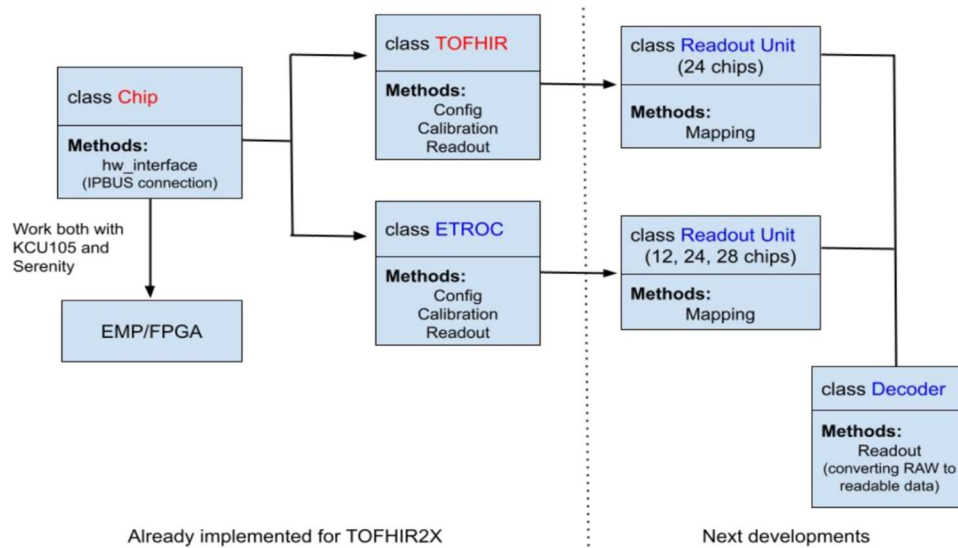 class Chip
Methods:
hw_interface
(IPBUS connection)
Work both with
KCU105 and
Serenity
EMP/FPGA
class TOFHIR
Methods:
Config
Calibration
Readout
class ETROC
Methods:
Config
Calibration
Readout
class Readout Unit
(24 chips)
Methods:
Mapping
class Readout Unit
(12, 24, 28 chips)
Methods:
Mapping
class Decoder
Methods:
Readout
(converting RAW to
readable data)
Already implemented for TOFHIR2X
Next developments